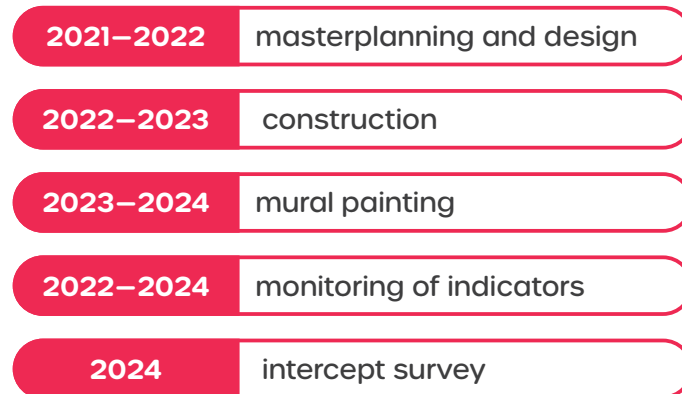 2021–2022 masterplanning and design
2022–2023 construction
2023–2024 mural painting
2022–2024 monitoring of indicators
2024 intercept survey